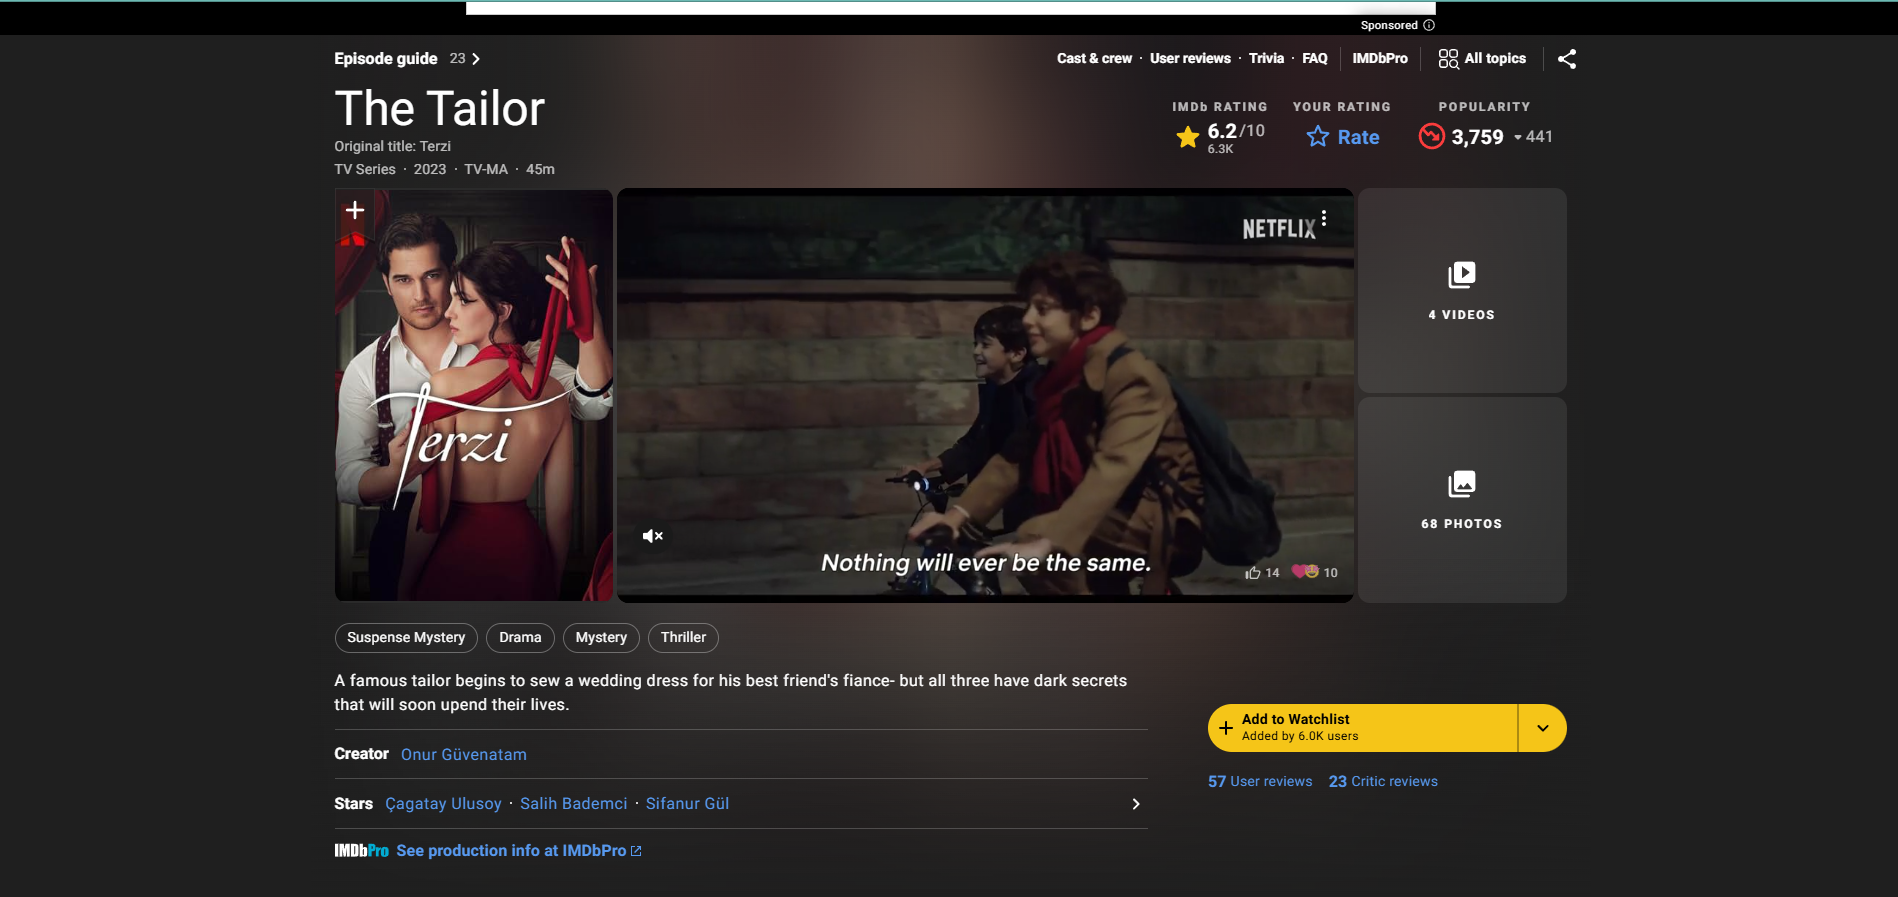 Sponsored
Episode guide 23
Cast & crew · User reviews · Trivia · FAQ IMDbPro All topics
The Tailor
Original title: Terzi
TV Series · 2023 · TV-MA · 45m
IMDb RATING
6.2/10
6.3K
YOUR RATING
Rate
POPULARITY
3,759 441
Terzi
NETFLIX
Nothing will ever be the same.
14 10
4 VIDEOS
68 PHOTOS
Suspense Mystery Drama Mystery Thriller
A famous tailor begins to sew a wedding dress for his best friend's fiance- but all three have dark secrets
that will soon upend their lives.
Creator Onur Güvenatam
Stars Çagatay Ulusoy · Salih Bademci · Sifanur Gül
IMDbPro See production info at IMDbPro
Add to Watchlist
Added by 6.0K users
57 User reviews 23 Critic reviews